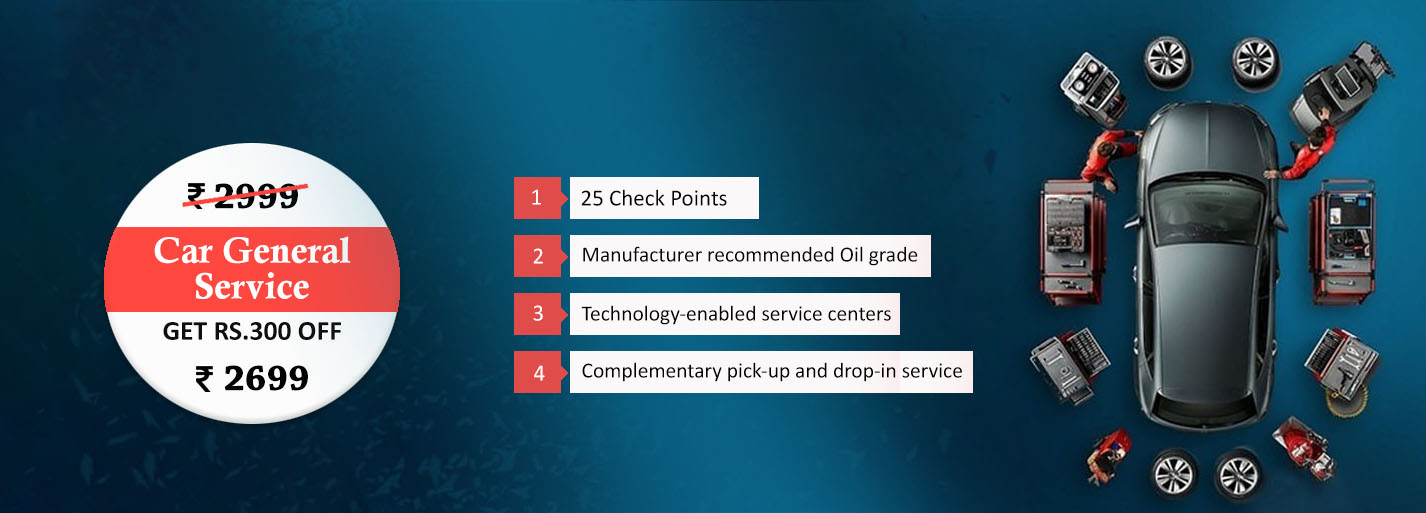 ₹ 2999
Car General
Service
GET RS.300 OFF
₹ 2699
1 25 Check Points
2 Manufacturer recommended Oil grade
3 Technology-enabled service centers
4 Complementary pick-up and drop-in service